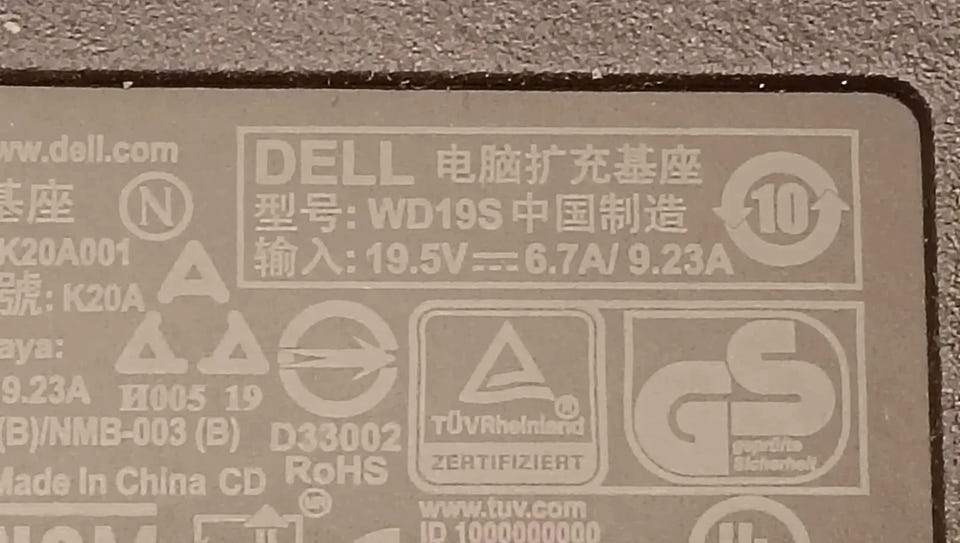 www.dell.com
DELL 电脑扩充基座
型号: WD19S 中国制造
输入: 19.5V⎓6.7A/ 9.23A
10
基座
N
K20A001
號: K20A
aya:
9.23A
И005 19
(B)/NMB-003 (B)
D33002
RoHS
Made In China CD
TÜVRheinland
ZERTIFIZIERT
GS
geprüfte
Sicherheit
www.tuv.com
ID 1000000000